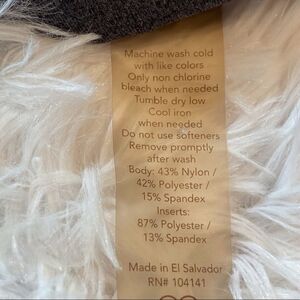 Machine wash cold
with like colors
Only non chlorine
bleach when needed
Tumble dry low
Cool iron
when needed
Do not use softeners
Remove promptly
after wash
Body: 43% Nylon /
42% Polyester /
15% Spandex
Inserts:
87% Polyester /
13% Spandex
Made in El Salvador
RN# 104141